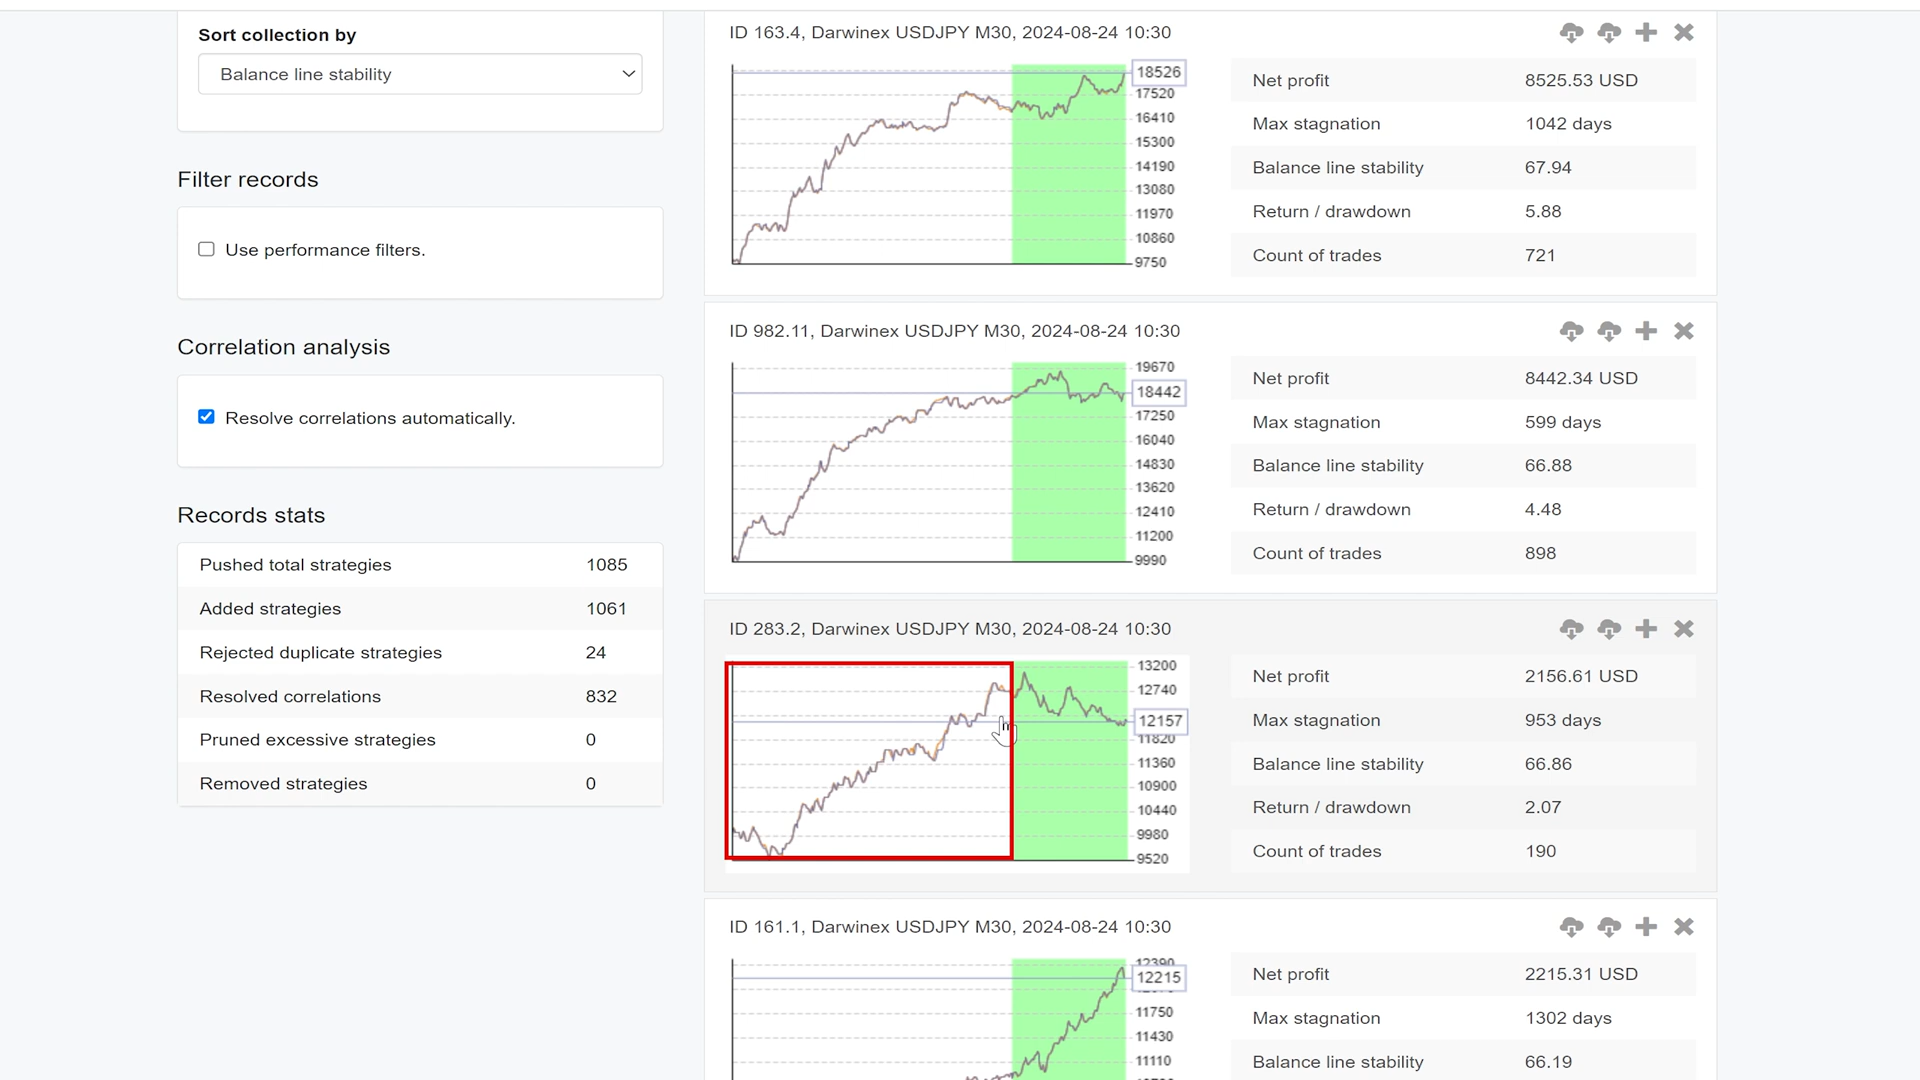 Sort collection by
Balance line stability
Filter records
Use performance filters.
Correlation analysis
Resolve correlations automatically.
Records stats
Pushed total strategies 1085
Added strategies 1061
Rejected duplicate strategies 24
Resolved correlations 832
Pruned excessive strategies 0
Removed strategies 0
ID 163.4, Darwinex USDJPY M30, 2024-08-24 10:30
18526
17520
16410
15300
14190
13080
11970
10860
9750
Net profit 8525.53 USD
Max stagnation 1042 days
Balance line stability 67.94
Return / drawdown 5.88
Count of trades 721
ID 982.11, Darwinex USDJPY M30, 2024-08-24 10:30
19670
18442
17250
16040
14830
13620
12410
11200
9990
Net profit 8442.34 USD
Max stagnation 599 days
Balance line stability 66.88
Return / drawdown 4.48
Count of trades 898
ID 283.2, Darwinex USDJPY M30, 2024-08-24 10:30
13200
12740
12157
11820
11360
10900
10440
9980
9520
Net profit 2156.61 USD
Max stagnation 953 days
Balance line stability 66.86
Return / drawdown 2.07
Count of trades 190
ID 161.1, Darwinex USDJPY M30, 2024-08-24 10:30
12390
12215
11750
11430
11110
Net profit 2215.31 USD
Max stagnation 1302 days
Balance line stability 66.19